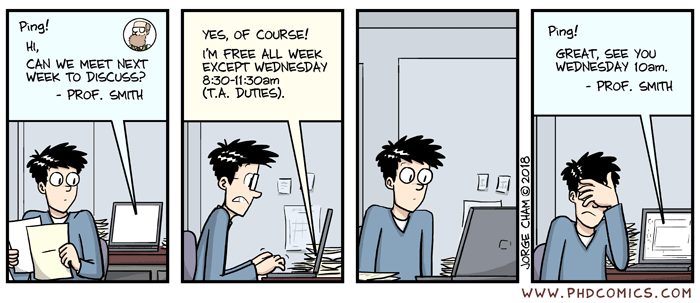 Ping!
HI,
CAN WE MEET NEXT
WEEK TO DISCUSS?
- PROF. SMITH
YES, OF COURSE!
I'M FREE ALL WEEK
EXCEPT WEDNESDAY
8:30-11:30am
(T.A. DUTIES).
Ping!
GREAT, SEE YOU
WEDNESDAY 10am.
- PROF. SMITH
JORGE CHAM © 2018
WWW.PHDCOMICS.COM